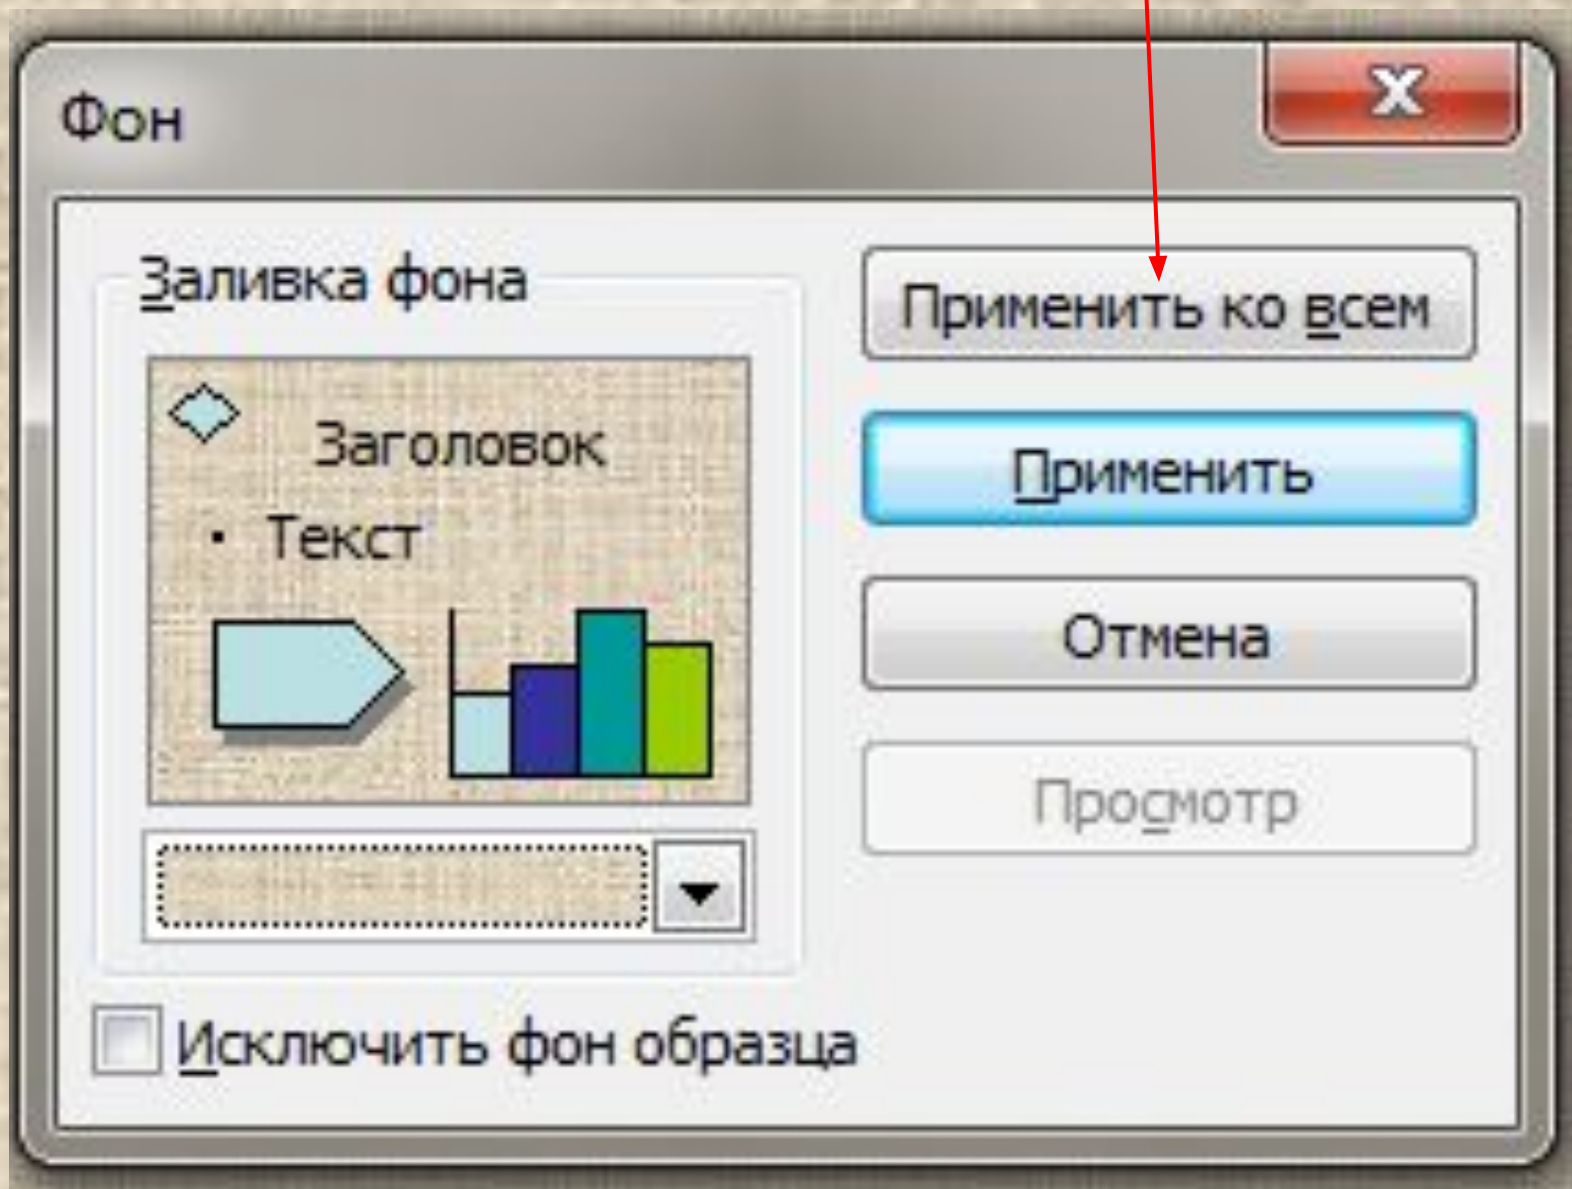 Фон
Заливка фона
Заголовок
• Текст
Исключить фон образца
Применить ко всем
Применить
Отмена
Просмотр